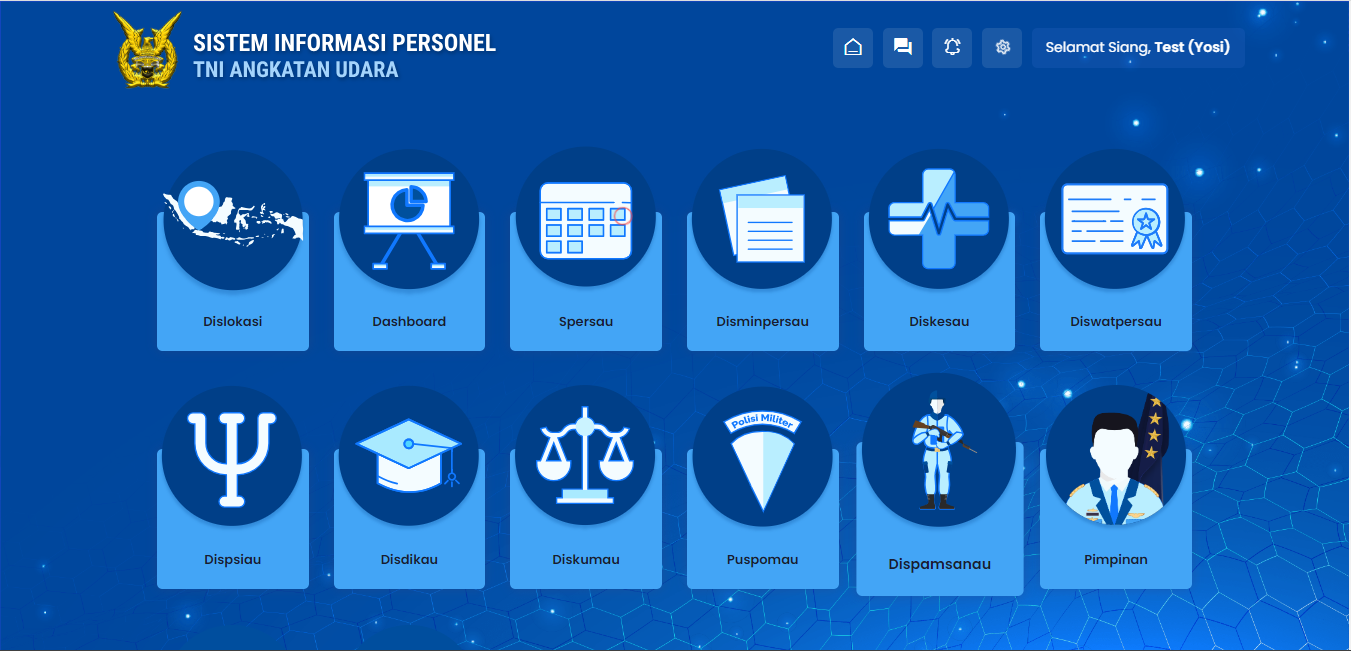 SISTEM INFORMASI PERSONEL
TNI ANGKATAN UDARA
Selamat Siang, Test (Yosi)
Dislokasi
Dashboard
Spersau
Disminpersau
Diskesau
Diswatpersau
Polisi Militer
Dispsiau
Disdikau
Diskumau
Puspomau
Dispamsanau
Pimpinan